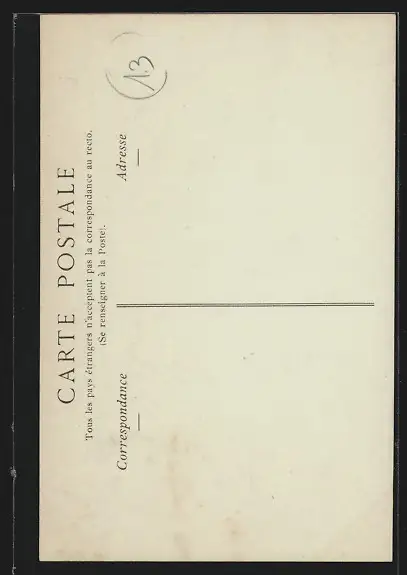 CARTE POSTALE
Tous les pays étrangers n'acceptent pas la correspondance au recto.
(Se renseigner à la Poste).
Correspondance
Adresse
13